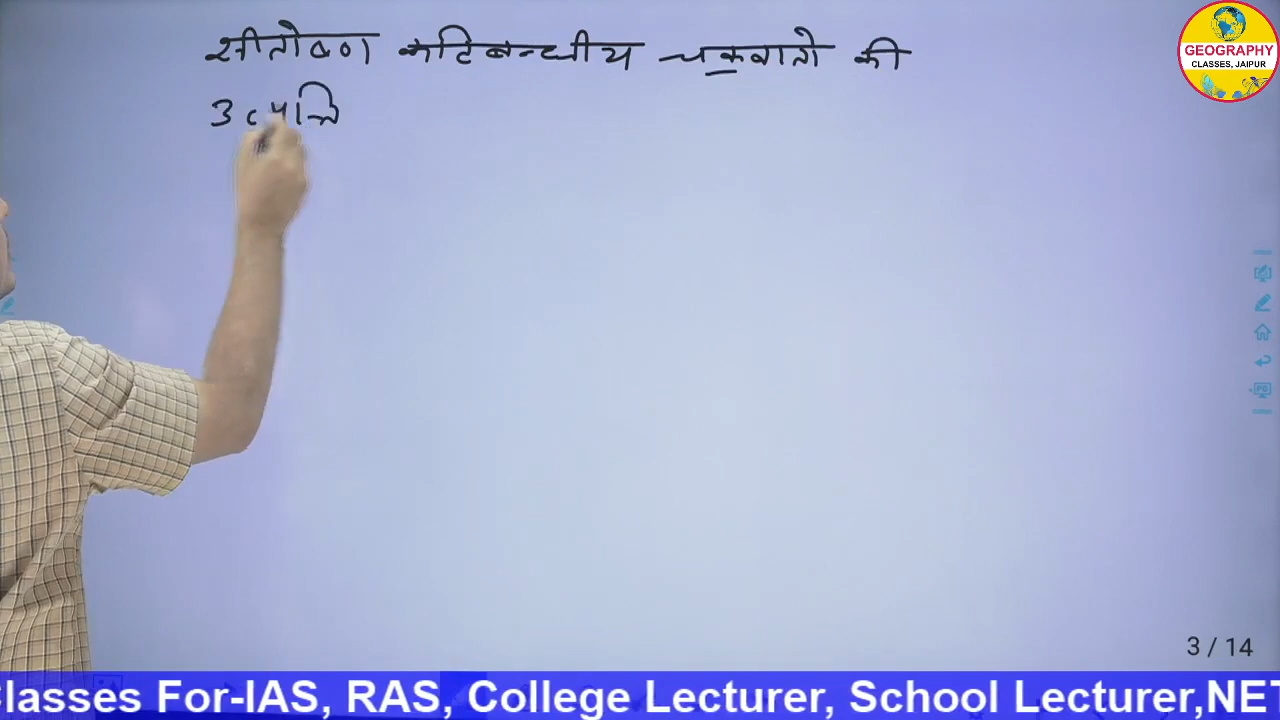 शीतोष्ण कटिबन्धीय चक्रवातो की
उत्पत्ति
GEOGRAPHY
CLASSES, JAIPUR
3 / 14
Classes For-IAS, RAS, College Lecturer, School Lecturer,NET